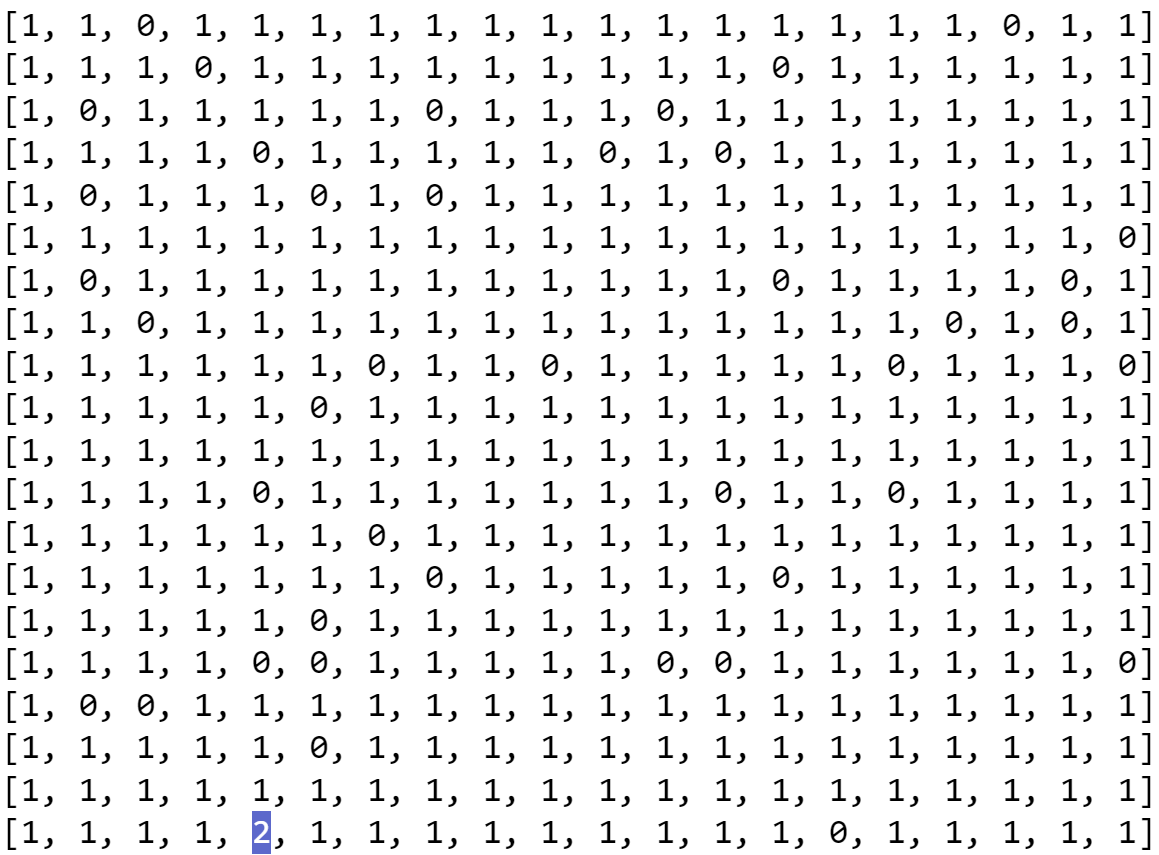 [1, 1, 0, 1, 1, 1, 1, 1, 1, 1, 1, 1, 1, 1, 1, 1, 1, 0, 1, 1]
[1, 1, 1, 0, 1, 1, 1, 1, 1, 1, 1, 1, 1, 0, 1, 1, 1, 1, 1, 1]
[1, 0, 1, 1, 1, 1, 1, 0, 1, 1, 1, 0, 1, 1, 1, 1, 1, 1, 1, 1]
[1, 1, 1, 1, 0, 1, 1, 1, 1, 1, 0, 1, 0, 1, 1, 1, 1, 1, 1, 1]
[1, 0, 1, 1, 1, 0, 1, 0, 1, 1, 1, 1, 1, 1, 1, 1, 1, 1, 1, 1]
[1, 1, 1, 1, 1, 1, 1, 1, 1, 1, 1, 1, 1, 1, 1, 1, 1, 1, 1, 0]
[1, 0, 1, 1, 1, 1, 1, 1, 1, 1, 1, 1, 1, 0, 1, 1, 1, 1, 0, 1]
[1, 1, 0, 1, 1, 1, 1, 1, 1, 1, 1, 1, 1, 1, 1, 1, 0, 1, 0, 1]
[1, 1, 1, 1, 1, 1, 0, 1, 1, 0, 1, 1, 1, 1, 1, 0, 1, 1, 1, 0]
[1, 1, 1, 1, 1, 0, 1, 1, 1, 1, 1, 1, 1, 1, 1, 1, 1, 1, 1, 1]
[1, 1, 1, 1, 1, 1, 1, 1, 1, 1, 1, 1, 1, 1, 1, 1, 1, 1, 1, 1]
[1, 1, 1, 1, 0, 1, 1, 1, 1, 1, 1, 1, 0, 1, 1, 0, 1, 1, 1, 1]
[1, 1, 1, 1, 1, 1, 0, 1, 1, 1, 1, 1, 1, 1, 1, 1, 1, 1, 1, 1]
[1, 1, 1, 1, 1, 1, 1, 0, 1, 1, 1, 1, 1, 0, 1, 1, 1, 1, 1, 1]
[1, 1, 1, 1, 1, 0, 1, 1, 1, 1, 1, 1, 1, 1, 1, 1, 1, 1, 1, 1]
[1, 1, 1, 1, 0, 0, 1, 1, 1, 1, 1, 0, 0, 1, 1, 1, 1, 1, 1, 0]
[1, 0, 0, 1, 1, 1, 1, 1, 1, 1, 1, 1, 1, 1, 1, 1, 1, 1, 1, 1]
[1, 1, 1, 1, 1, 0, 1, 1, 1, 1, 1, 1, 1, 1, 1, 1, 1, 1, 1, 1]
[1, 1, 1, 1, 1, 1, 1, 1, 1, 1, 1, 1, 1, 1, 1, 1, 1, 1, 1, 1]
[1, 1, 1, 1, 2, 1, 1, 1, 1, 1, 1, 1, 1, 1, 0, 1, 1, 1, 1, 1]